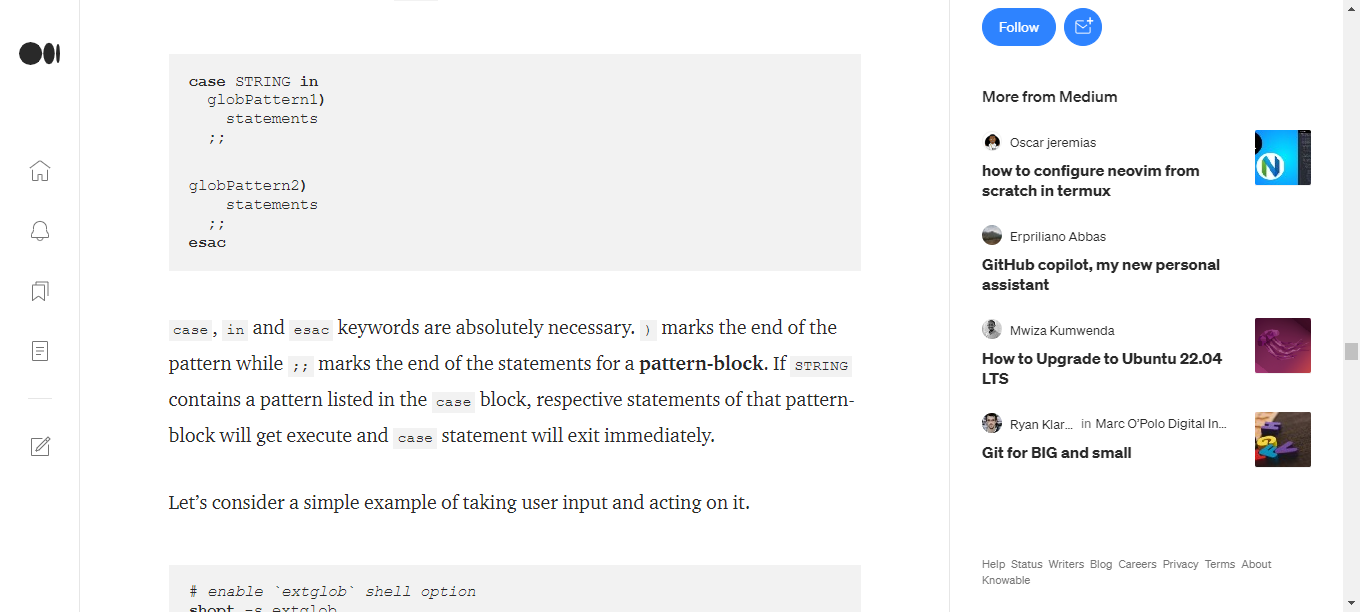 case STRING in
globPattern1)
statements
;;
globPattern2)
statements
;;
esac
case, in and esac keywords are absolutely necessary. ) marks the end of the
pattern while ;; marks the end of the statements for a pattern-block. If STRING
contains a pattern listed in the case block, respective statements of that pattern-
block will get execute and case statement will exit immediately.
Let’s consider a simple example of taking user input and acting on it.
# enable `extglob` shell option
shopt -s extglob
Follow
More from Medium
Oscar jeremias
how to configure neovim from
scratch in termux
Erpriliano Abbas
GitHub copilot, my new personal
assistant
Mwiza Kumwenda
How to Upgrade to Ubuntu 22.04
LTS
Ryan Klar... in Marc O'Polo Digital In...
Git for BIG and small
Help Status Writers Blog Careers Privacy Terms About
Knowable